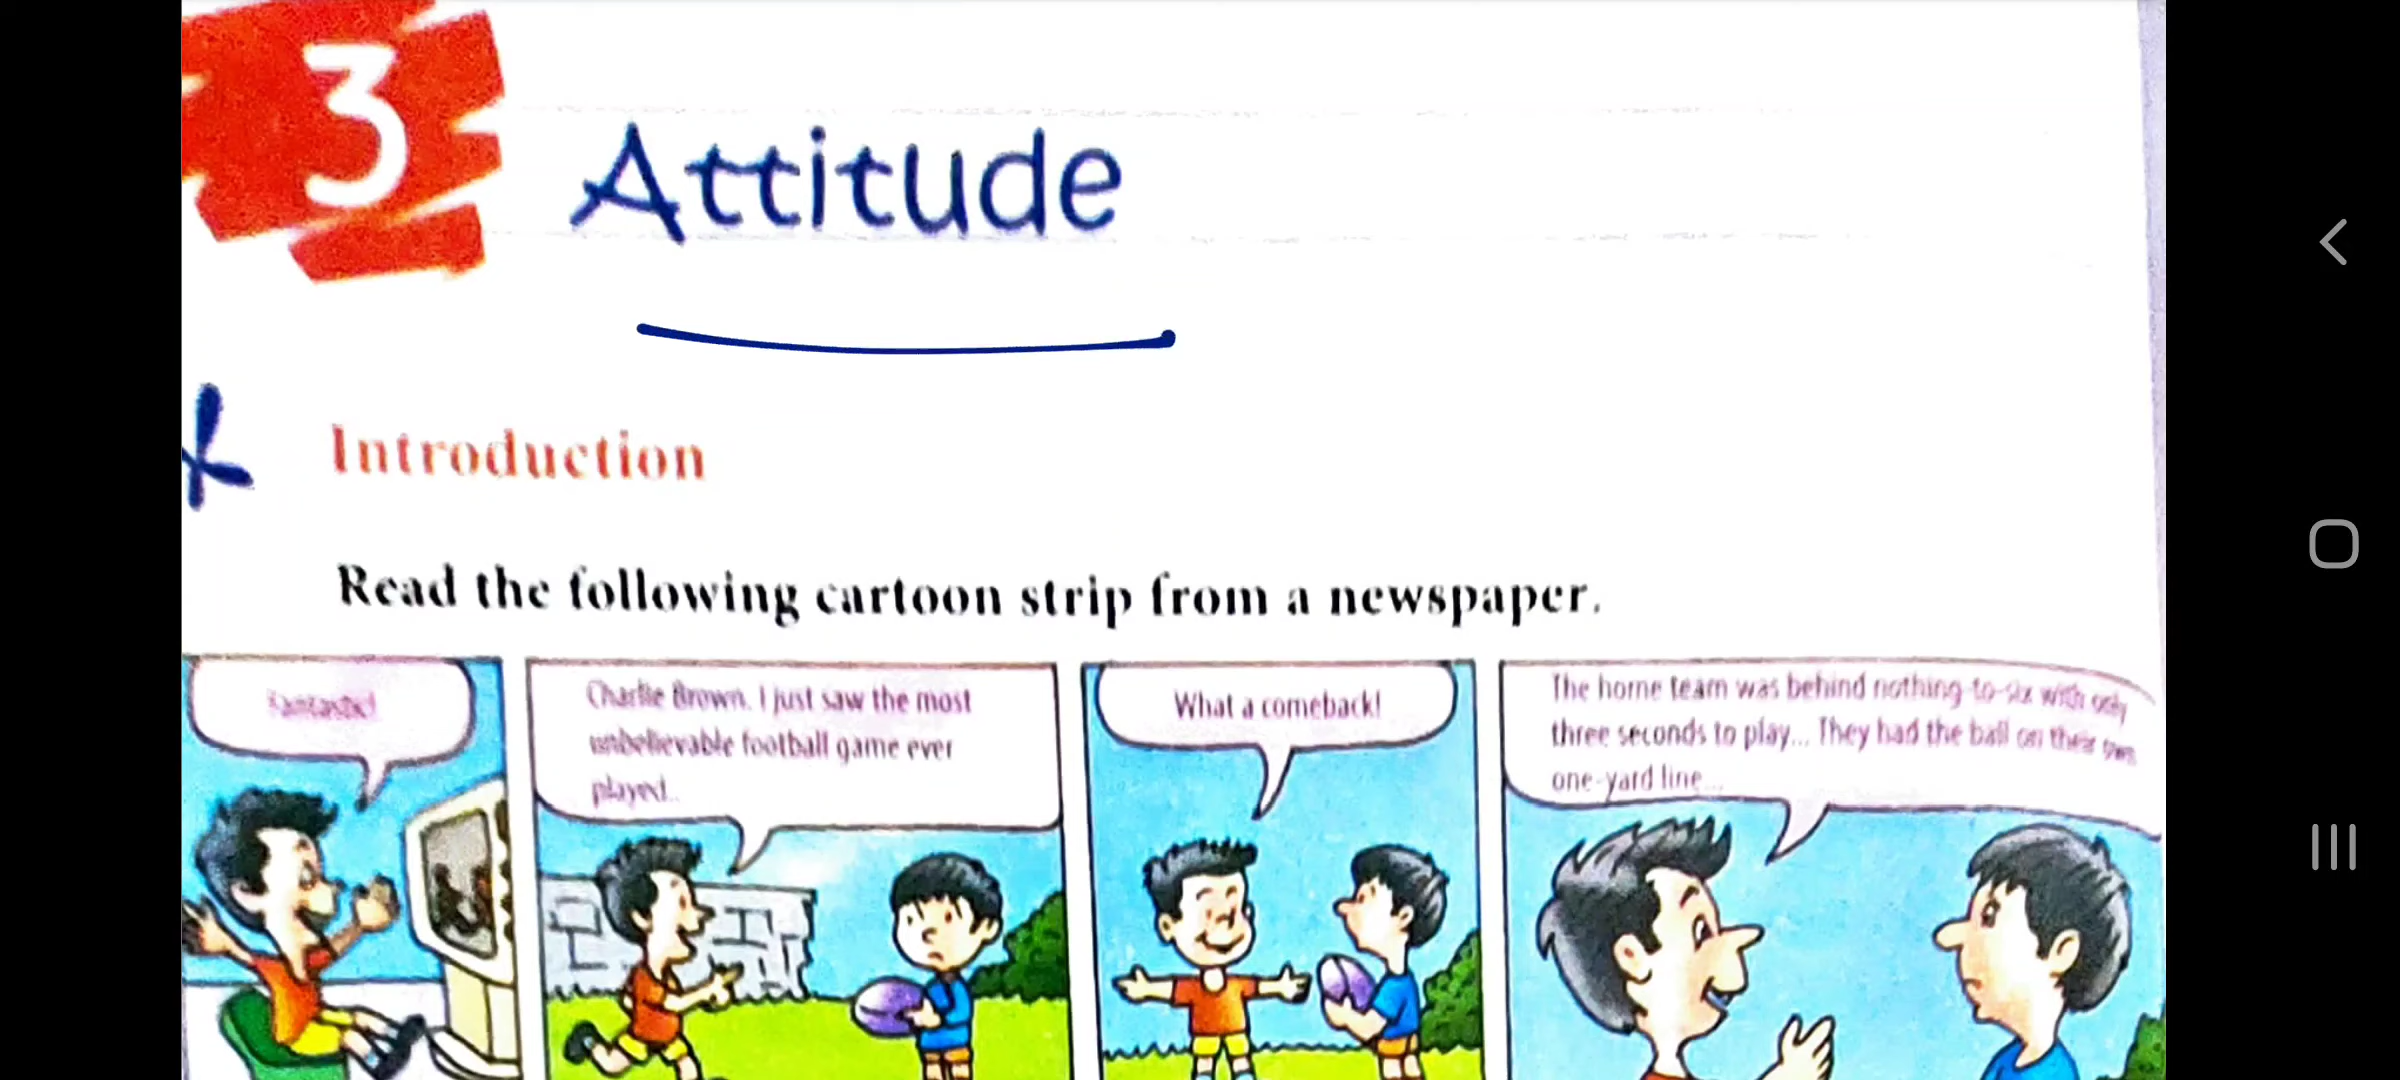 3
Attitude
Introduction
Read the following cartoon strip from a newspaper.
Fantastic!
Charlie Brown, I just saw the most
unbelievable football game ever
played..
What a comeback!
The home team was behind nothing-to-six with only
three seconds to play... They had the ball on their own
one-yard line...